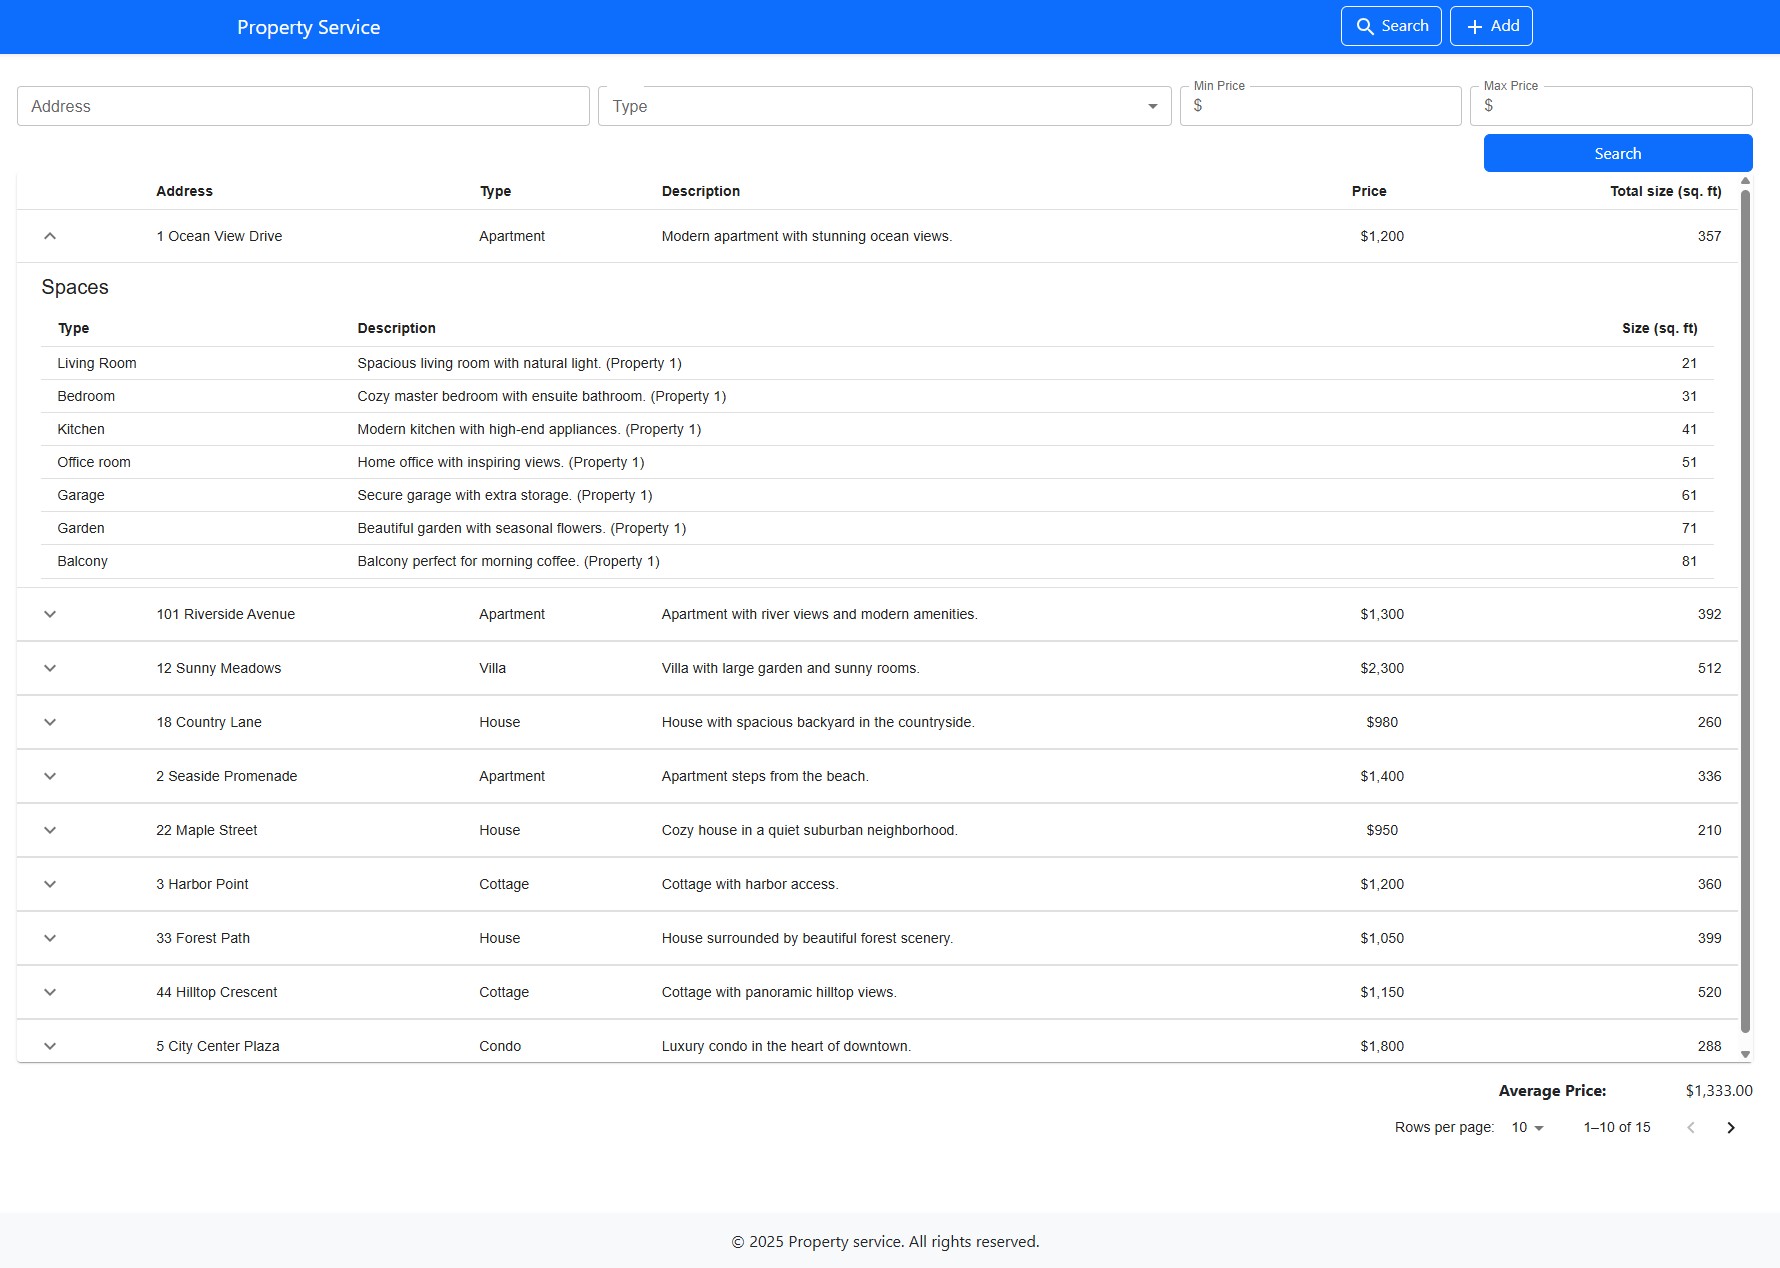 Property Service
Search
Add
Address
Type
Min Price
$
Max Price
$
Search
Address Type Description Price Total size (sq. ft)
1 Ocean View Drive Apartment Modern apartment with stunning ocean views. $1,200 357
Spaces
Type Description Size (sq. ft)
Living Room Spacious living room with natural light. (Property 1) 21
Bedroom Cozy master bedroom with ensuite bathroom. (Property 1) 31
Kitchen Modern kitchen with high-end appliances. (Property 1) 41
Office room Home office with inspiring views. (Property 1) 51
Garage Secure garage with extra storage. (Property 1) 61
Garden Beautiful garden with seasonal flowers. (Property 1) 71
Balcony Balcony perfect for morning coffee. (Property 1) 81
101 Riverside Avenue Apartment Apartment with river views and modern amenities. $1,300 392
12 Sunny Meadows Villa Villa with large garden and sunny rooms. $2,300 512
18 Country Lane House House with spacious backyard in the countryside. $980 260
2 Seaside Promenade Apartment Apartment steps from the beach. $1,400 336
22 Maple Street House Cozy house in a quiet suburban neighborhood. $950 210
3 Harbor Point Cottage Cottage with harbor access. $1,200 360
33 Forest Path House House surrounded by beautiful forest scenery. $1,050 399
44 Hilltop Crescent Cottage Cottage with panoramic hilltop views. $1,150 520
5 City Center Plaza Condo Luxury condo in the heart of downtown. $1,800 288
Average Price: $1,333.00
Rows per page: 10 1–10 of 15
© 2025 Property service. All rights reserved.